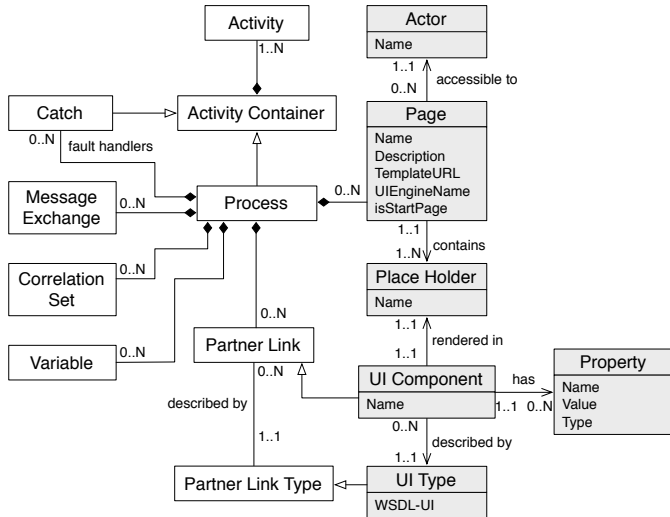 Activity
1..N
Actor
Name
1..1
accessible to
0..N
Catch
0..N
fault handlers
Activity Container
Page
Name
Description
TemplateURL
UIEngineName
isStartPage
Message
Exchange
0..N
Process
0..N
1..1
contains
1..N
Correlation
Set
0..N
Place Holder
Name
1..1
rendered in
1..1
Variable
0..N
0..N
Partner Link
0..N
described by
1..1
UI Component
Name
has
1..1
0..N
Property
Name
Value
Type
0..N
described by
1..1
Partner Link Type
UI Type
WSDL-UI